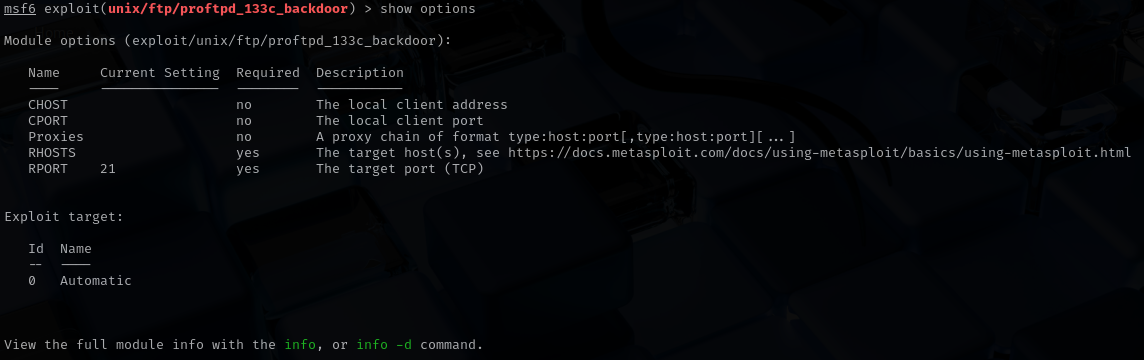 msf6 exploit(unix/ftp/proftpd_133c_backdoor) > show options
Module options (exploit/unix/ftp/proftpd_133c_backdoor):
Name     Current Setting  Required  Description
----     ---------------  --------  -----------
CHOST                     no        The local client address
CPORT                     no        The local client port
Proxies                   no        A proxy chain of format type:host:port[,type:host:port][...]
RHOSTS                    yes       The target host(s), see https://docs.metasploit.com/docs/using-metasploit/basics/using-metasploit.html
RPORT    21               yes       The target port (TCP)
Exploit target:
Id  Name
--  ----
0   Automatic
View the full module info with the info, or info -d command.